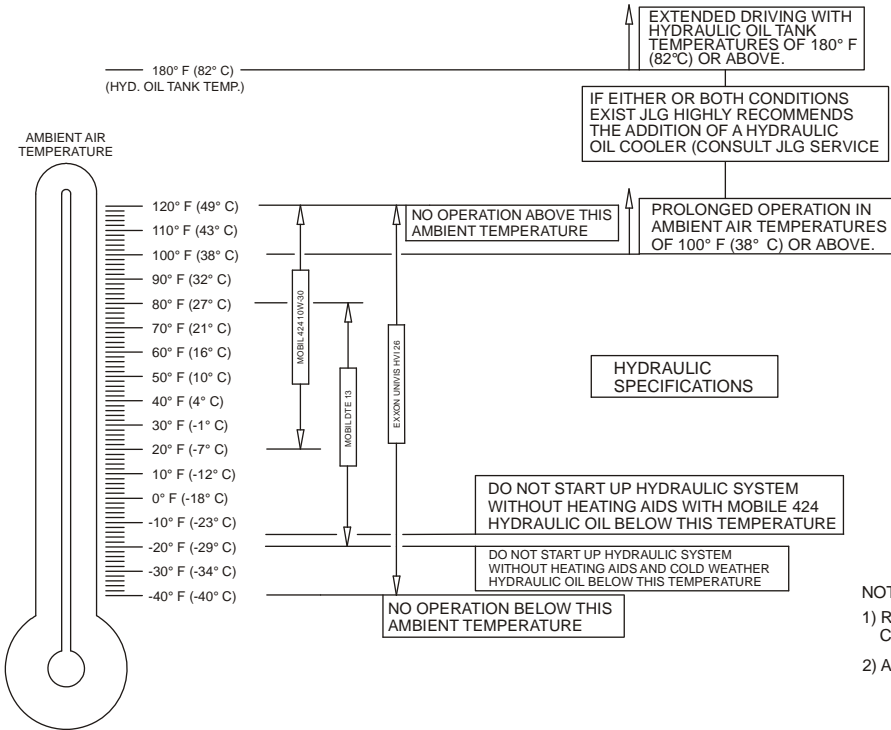 EXTENDED DRIVING WITH
HYDRAULIC OIL TANK
TEMPERATURES OF 180° F
(82°C) OR ABOVE.
180° F (82° C)
(HYD. OIL TANK TEMP.)
IF EITHER OR BOTH CONDITIONS
EXIST JLG HIGHLY RECOMMENDS
THE ADDITION OF A HYDRAULIC
OIL COOLER (CONSULT JLG SERVICE
AMBIENT AIR
TEMPERATURE
120° F (49° C)
110° F (43° C)
100° F (38° C)
90° F (32° C)
80° F (27° C)
70° F (21° C)
60° F (16° C)
50° F (10° C)
40° F (4° C)
30° F (-1° C)
20° F (-7° C)
10° F (-12° C)
0° F (-18° C)
-10° F (-23° C)
-20° F (-29° C)
-30° F (-34° C)
-40° F (-40° C)
NO OPERATION ABOVE THIS
AMBIENT TEMPERATURE
PROLONGED OPERATION IN
AMBIENT AIR TEMPERATURES
OF 100° F (38° C) OR ABOVE.
MOBIL 424 10W-30
MOBIL DTE 13
EXXON UNIVIS HVI 26
HYDRAULIC
SPECIFICATIONS
DO NOT START UP HYDRAULIC SYSTEM
WITHOUT HEATING AIDS WITH MOBILE 424
HYDRAULIC OIL BELOW THIS TEMPERATURE
DO NOT START UP HYDRAULIC SYSTEM
WITHOUT HEATING AIDS AND COLD WEATHER
HYDRAULIC OIL BELOW THIS TEMPERATURE
NO OPERATION BELOW THIS
AMBIENT TEMPERATURE
NOT
1) R
C
2) A